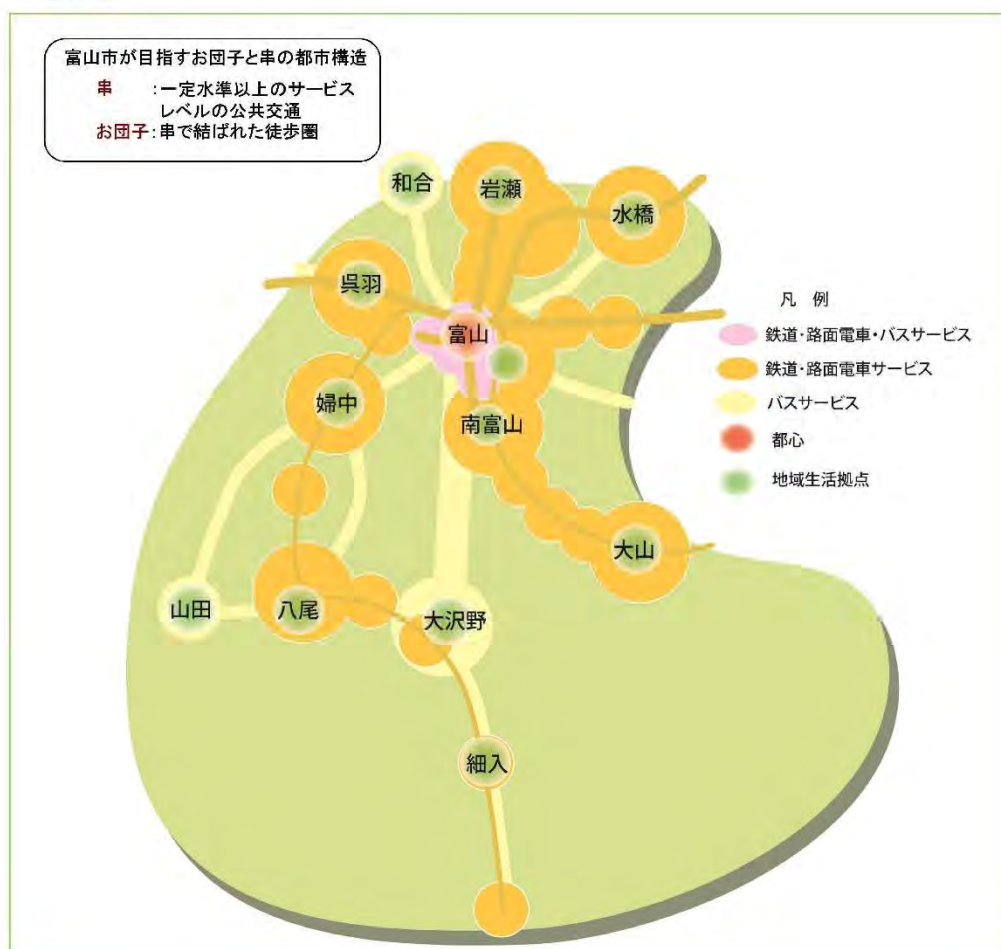 富山市が目指すお団子と串の都市構造
串　：一定水準以上のサービス
レベルの公共交通
お団子：串で結ばれた徒歩圏
和合
岩瀬
水橋
呉羽
富山
凡　例
鉄道・路面電車・バスサービス
鉄道・路面電車サービス
バスサービス
都心
地域生活拠点
婦中
南富山
大山
山田
八尾
大沢野
細入